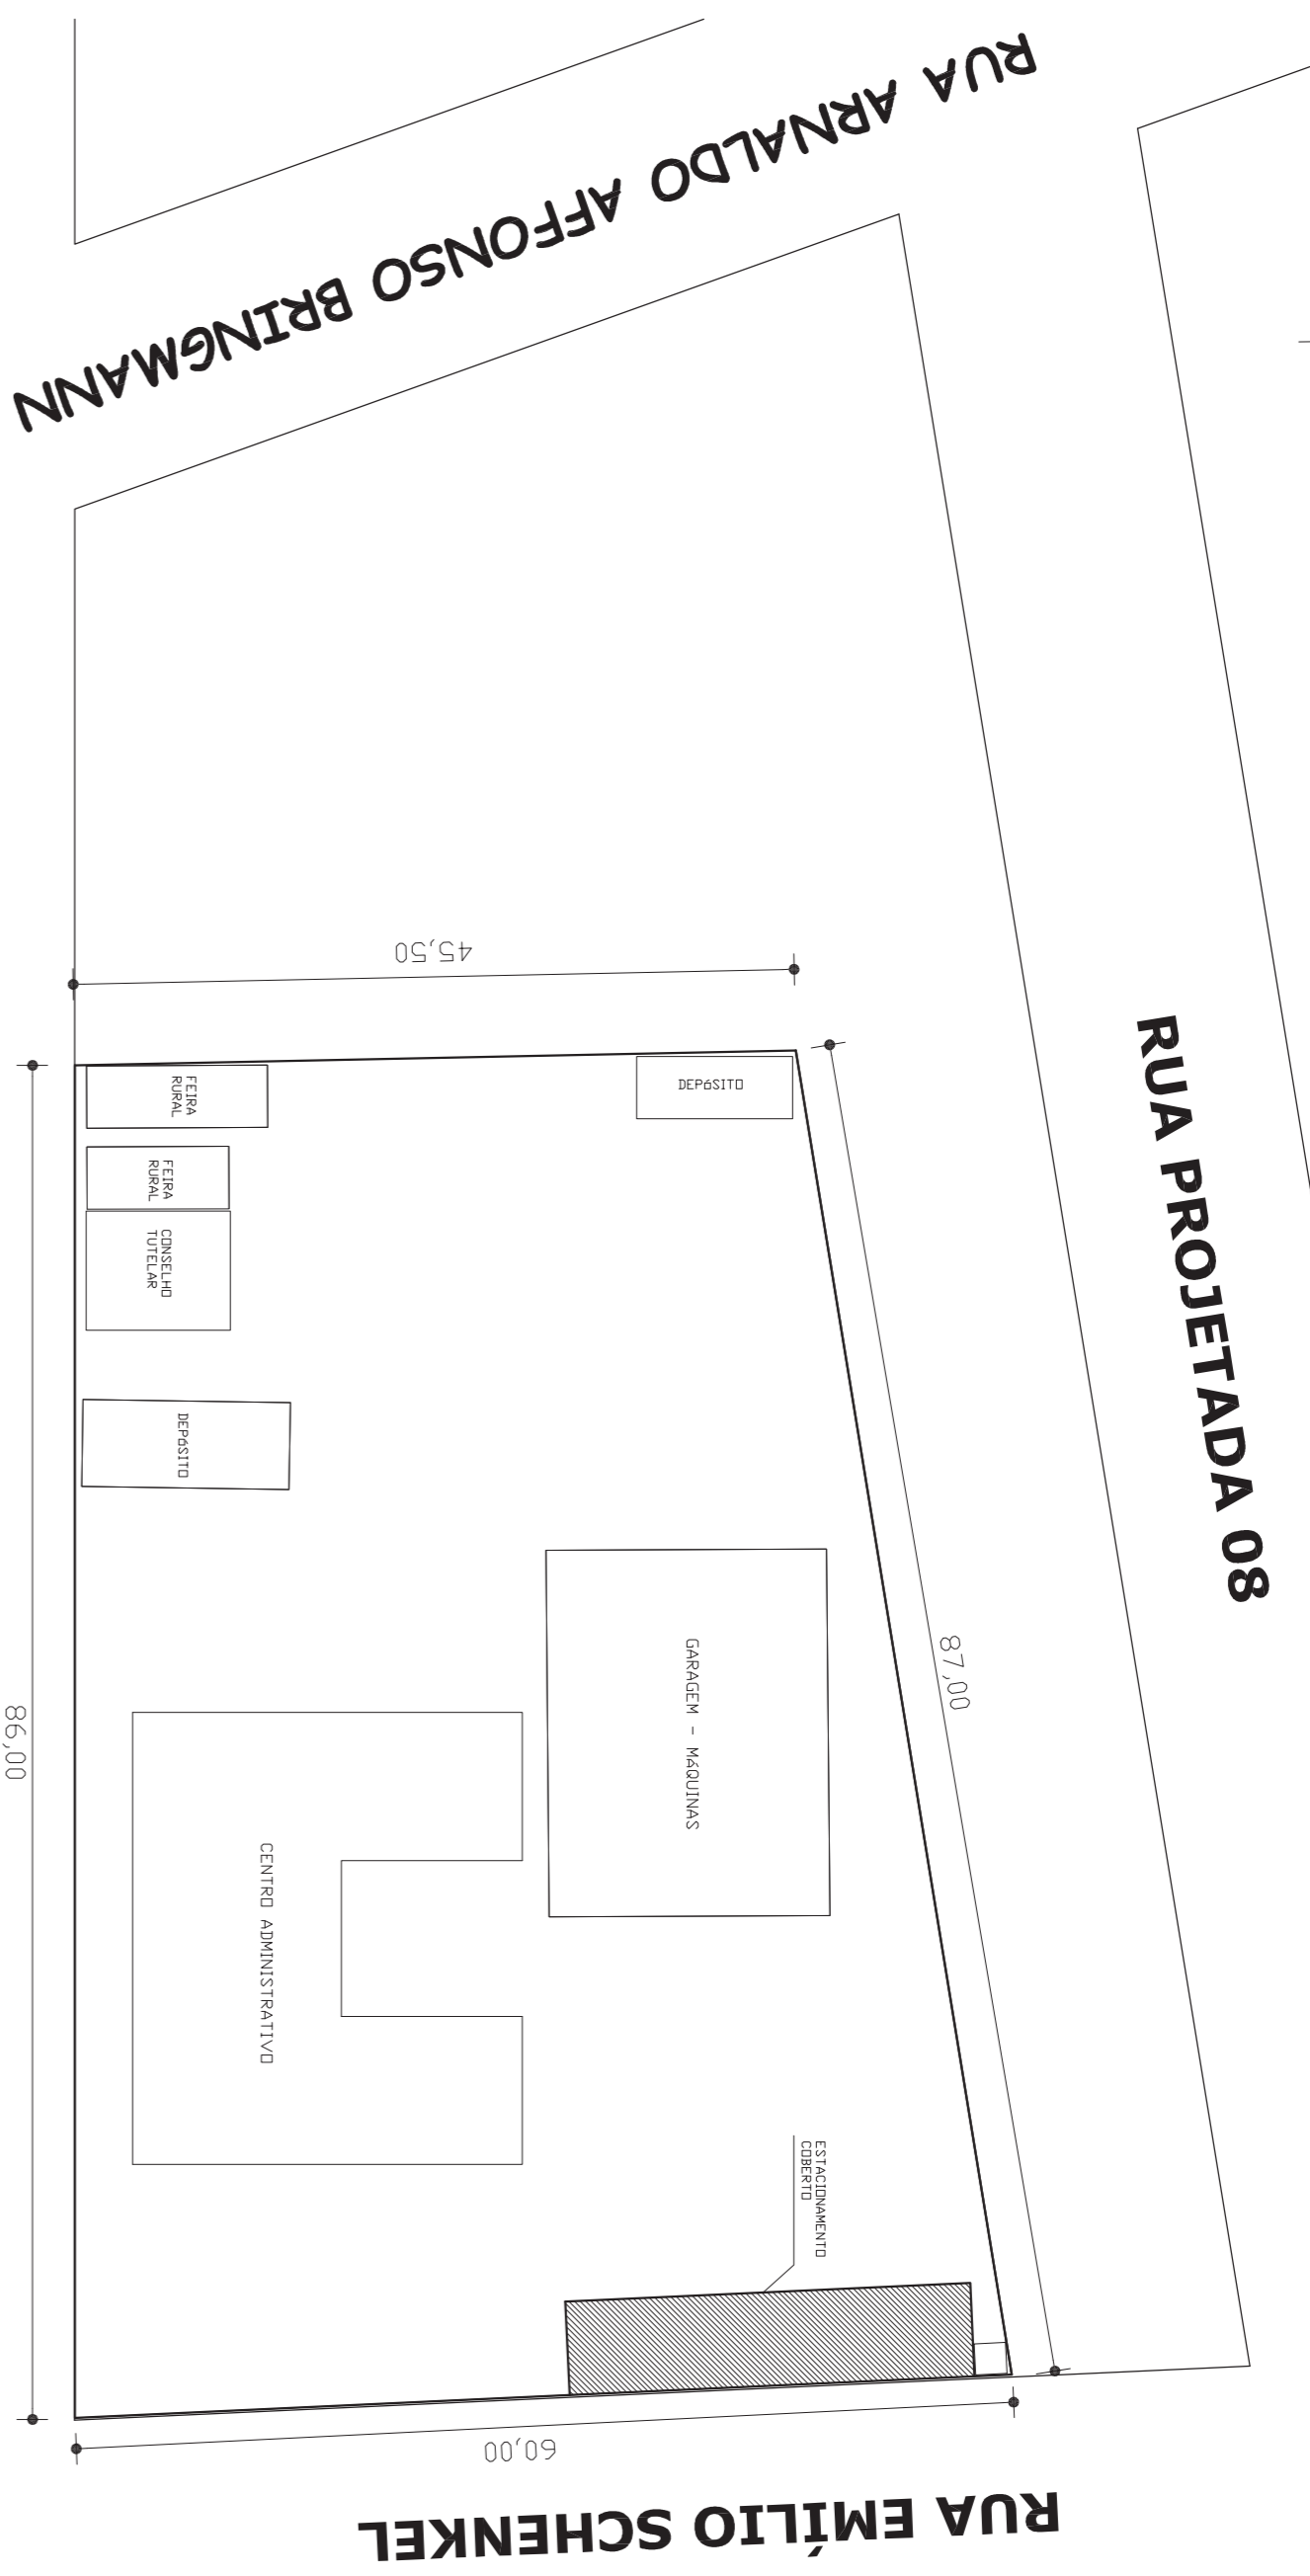 RUA ARNALDO AFFONSO BRINGMANN
45,50
FEIRA
RURAL
DEPóSITO
FEIRA
RURAL
CONSELHO
TUTELAR
DEPóSITO
RUA PROJETADA 08
GARAGEM - MáQUINAS
87,00
86,00
CENTRO ADMINISTRATIVO
ESTACIONAMENTO
COBERTO
60,00
RUA EMÍLIO SCHENKEL